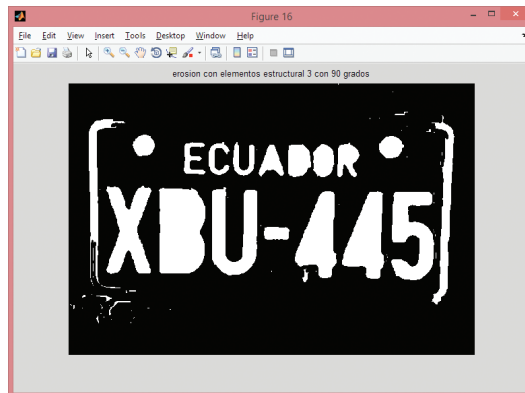 Figure 16
File Edit View Insert Tools Desktop Window Help
erosion con elementos estructural 3 con 90 grados
ECUADOR
XBU-445